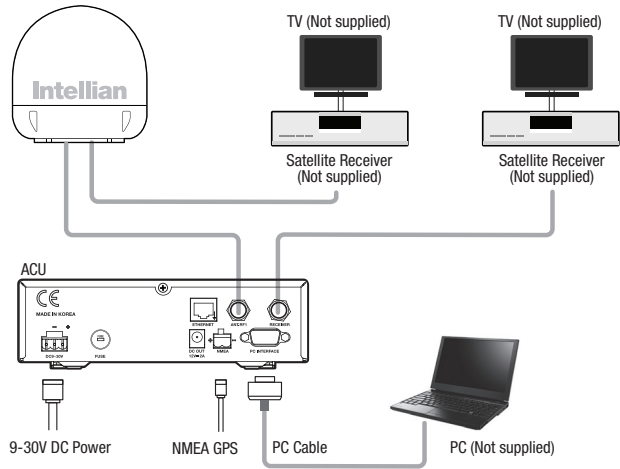 TV (Not supplied)
TV (Not supplied)
Intellian
Satellite Receiver
(Not supplied)
Satellite Receiver
(Not supplied)
ACU
CE
MADE IN KOREA
ETHERNET
ANT.RF1
RECEIVER
- +
DC9-30V
FUSE
DC OUT
12V⎓2A
+ -
NMEA
PC INTERFACE
9-30V DC Power
NMEA GPS
PC Cable
PC (Not supplied)